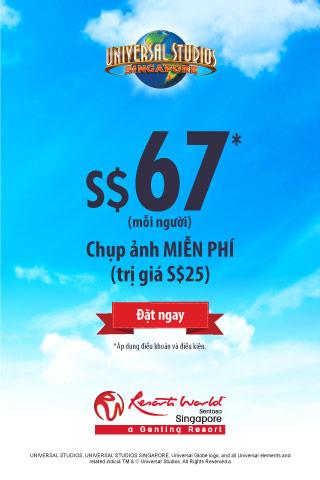 UNIVERSAL STUDIOS
SINGAPORE
S$67*
(mỗi người)
Chụp ảnh MIỄN PHÍ
(trị giá S$25)
Đặt ngay
*Áp dụng điều khoản và điều kiện.
Resorts World
Sentosa
Singapore
a Genting Resort
UNIVERSAL STUDIOS, UNIVERSAL STUDIOS SINGAPORE, Universal Globe logo, and all Universal elements and
related indicia TM & © Universal Studios. All Rights Reserved.a